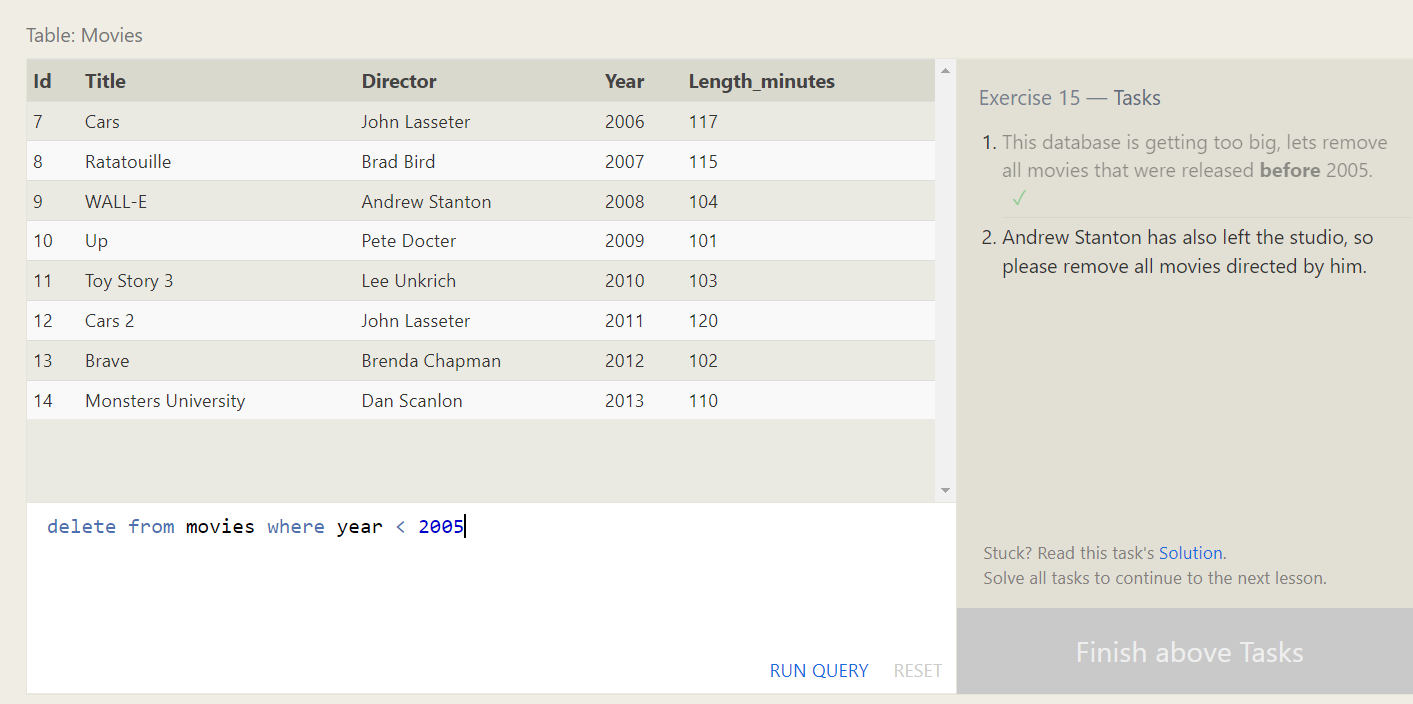 Table: Movies
Id Title Director Year Length_minutes
7 Cars John Lasseter 2006 117
8 Ratatouille Brad Bird 2007 115
9 WALL-E Andrew Stanton 2008 104
10 Up Pete Docter 2009 101
11 Toy Story 3 Lee Unkrich 2010 103
12 Cars 2 John Lasseter 2011 120
13 Brave Brenda Chapman 2012 102
14 Monsters University Dan Scanlon 2013 110
delete from movies where year < 2005
RUN QUERY RESET
Exercise 15 — Tasks
1. This database is getting too big, lets remove
all movies that were released before 2005.
✓
2. Andrew Stanton has also left the studio, so
please remove all movies directed by him.
Stuck? Read this task's Solution.
Solve all tasks to continue to the next lesson.
Finish above Tasks